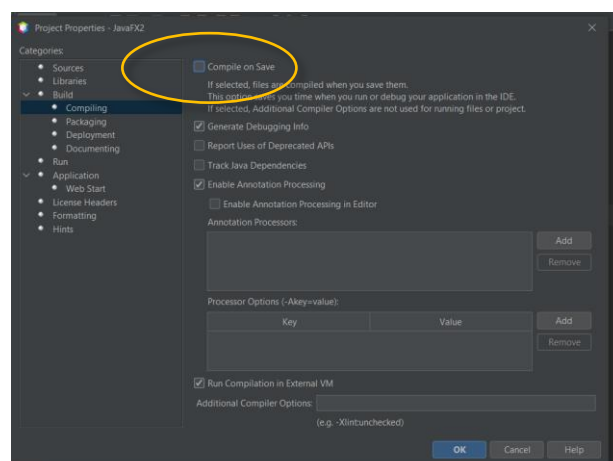 Project Properties - JavaFX2
Categories:
Sources
Libraries
Build
Compiling
Packaging
Deployment
Documenting
Run
Application
Web Start
License Headers
Formatting
Hints
Compile on Save
If selected, files are compiled when you save them.
This option saves you time when you run or debug your application in the IDE.
If selected, Additional Compiler Options are not used for running files or project.
Generate Debugging Info
Report Uses of Deprecated APIs
Track Java Dependencies
Enable Annotation Processing
Enable Annotation Processing in Editor
Annotation Processors:
Add
Remove
Processor Options (-Akey=value):
Key Value
Add
Remove
Run Compilation in External VM
Additional Compiler Options:
(e.g. -Xlint:unchecked)
OK Cancel Help